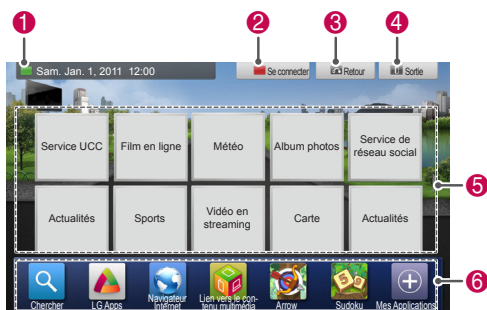 1
2
3
4
Sam. Jan. 1, 2011 12:00
Se connecter
Retour
Sortie
Service UCC
Film en ligne
Météo
Album photos
Service de
réseau social
5
Actualités
Sports
Vidéo en
streaming
Carte
Actualités
6
Chercher
LG Apps
Navigateur
Internet
Lien vers le con-
tenu multimédia
Arrow
Sudoku
Mes Applications